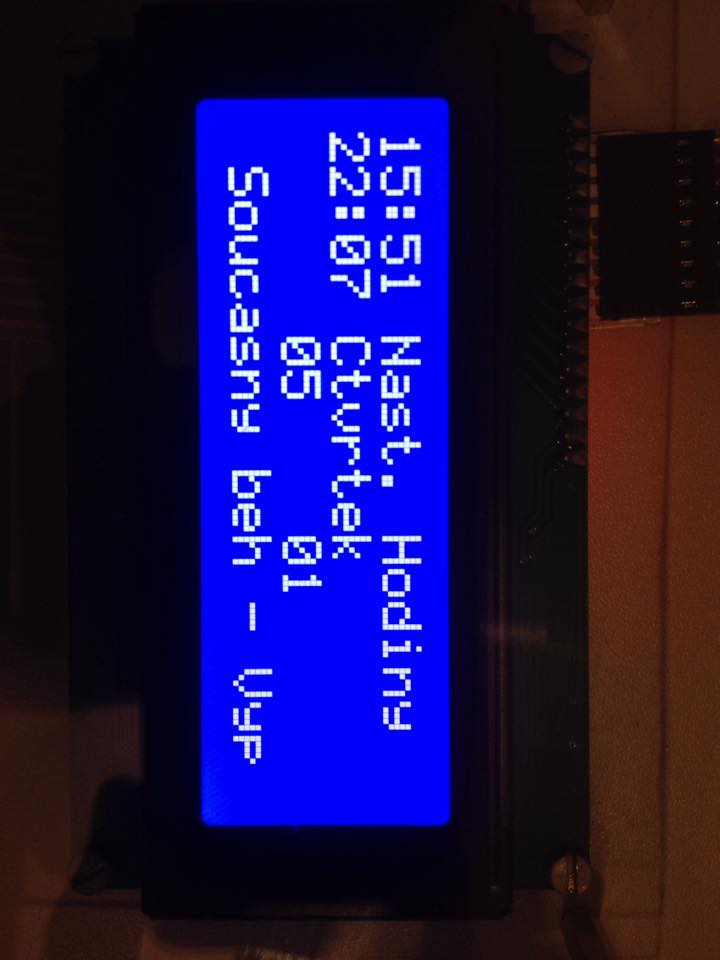 15:51 Nast. Hodiny
22:07 Ctvrtek
05 01
Soucasny beh - Vyp